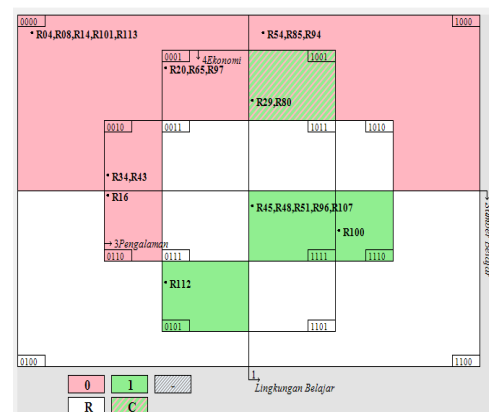 0000
1000
• R04,R08,R14,R101,R113
• R54,R85,R94
0001
↓ 4Ekonomi
1001
• R20,R65,R97
• R29,R80
0010
0011
1011
1010
• R34,R43
• R16
• R45,R48,R51,R96,R107
• R100
→ 3Pengalaman
0110
0111
1111
1110
• R112
0101
1101
0100
1100
1
Lingkungan Belajar
0
1
-
R
C